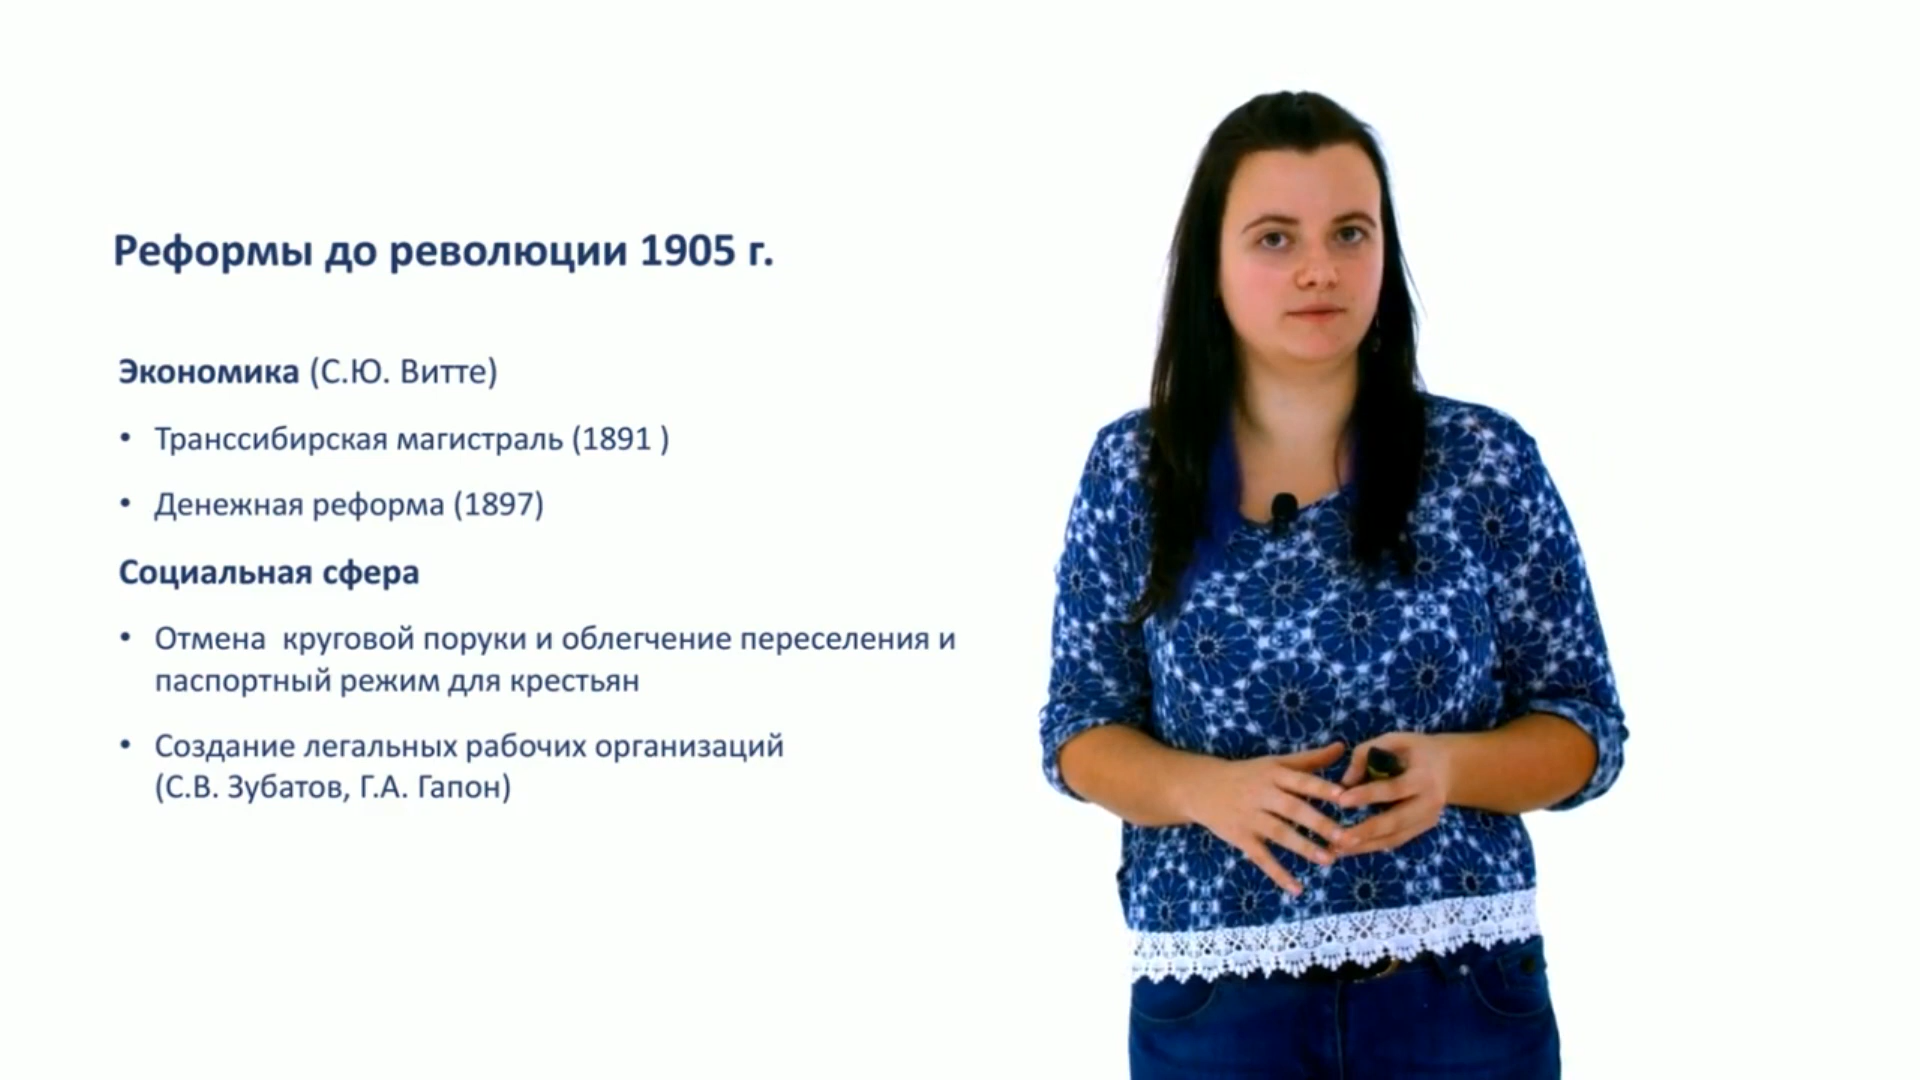 Реформы до революции 1905 г.
Экономика (С.Ю. Витте)
• Транссибирская магистраль (1891 )
• Денежная реформа (1897)
Социальная сфера
• Отмена  круговой поруки и облегчение переселения и
паспортный режим для крестьян
• Создание легальных рабочих организаций
(С.В. Зубатов, Г.А. Гапон)